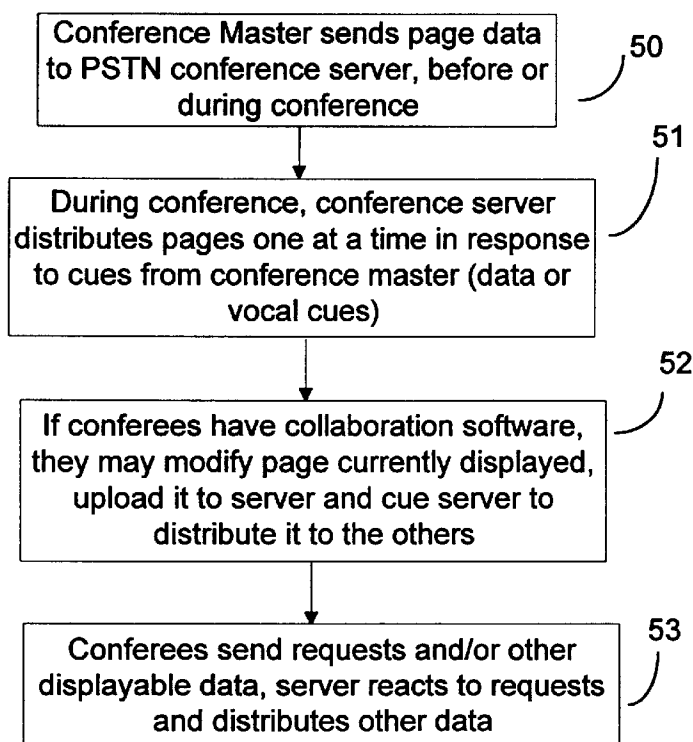 Conference Master sends page data
to PSTN conference server, before or
during conference
50
51
During conference, conference server
distributes pages one at a time in response
to cues from conference master (data or
vocal cues)
52
If conferees have collaboration software,
they may modify page currently displayed,
upload it to server and cue server to
distribute it to the others
53
Conferees send requests and/or other
displayable data, server reacts to requests
and distributes other data